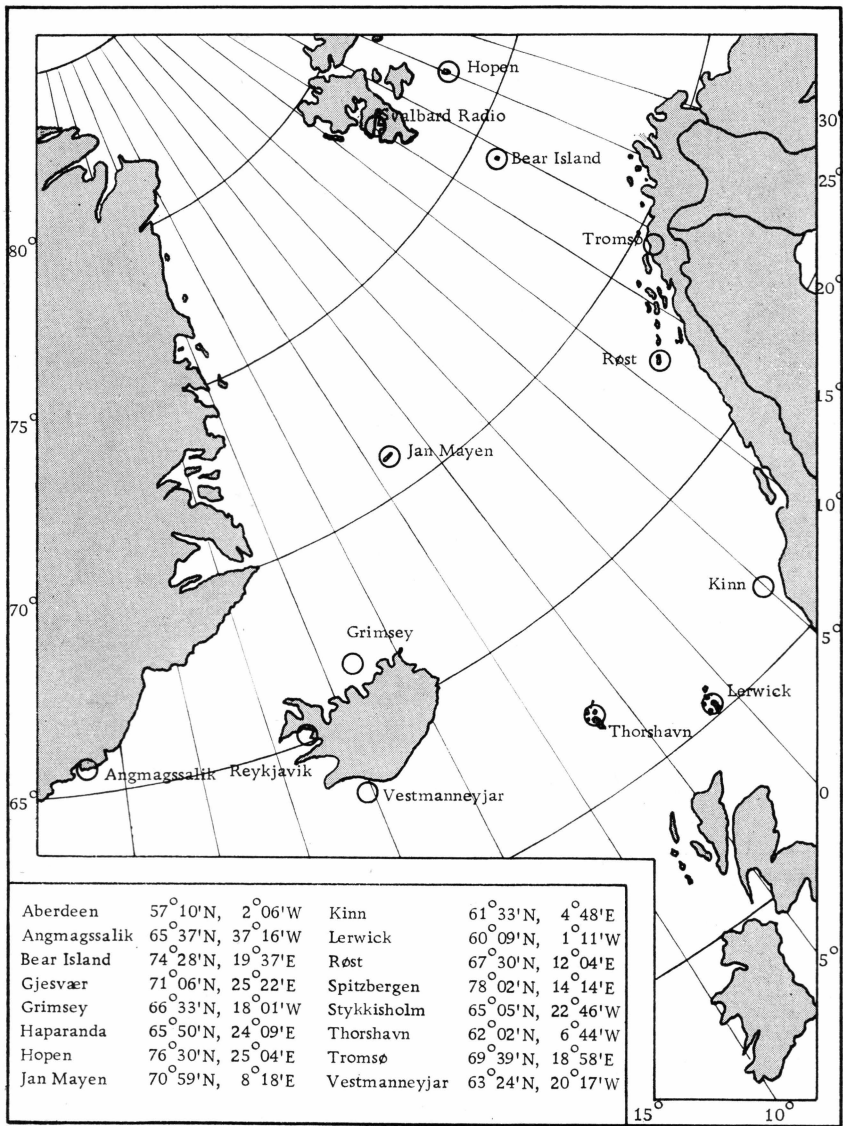 Hopen
Svalbard Radio
Bear Island
30°
25°
Tromsø
80°
20°
Røst
15°
75°
Jan Mayen
10°
Kinn
70°
5°
Grimsey
Lerwick
Thorshavn
Angmagssalik
Reykjavik
65°
0
Vestmanneyjar
Aberdeen 57°10'N, 2°06'W Kinn 61°33'N, 4°48'E
Angmagssalik 65°37'N, 37°16'W Lerwick 60°09'N, 1°11'W
Bear Island 74°28'N, 19°37'E Røst 67°30'N, 12°04'E
Gjesvær 71°06'N, 25°22'E Spitzbergen 78°02'N, 14°14'E
Grimsey 66°33'N, 18°01'W Stykkisholm 65°05'N, 22°46'W
Haparanda 65°50'N, 24°09'E Thorshavn 62°02'N, 6°44'W
Hopen 76°30'N, 25°04'E Tromsø 69°39'N, 18°58'E
Jan Mayen 70°59'N, 8°18'E Vestmanneyjar 63°24'N, 20°17'W
5°
15°
10°